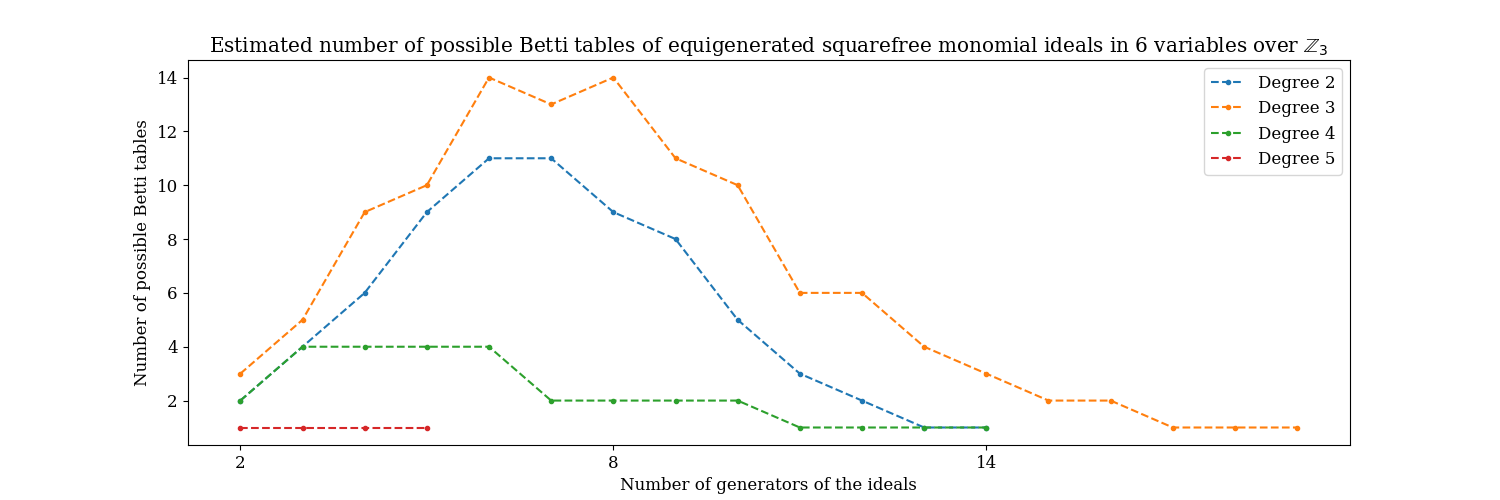 Estimated number of possible Betti tables of equigenerated squarefree monomial ideals in 6 variables over ℤ₃
Number of possible Betti tables
14
12
10
8
6
4
2
Degree 2
Degree 3
Degree 4
Degree 5
2 8 14
Number of generators of the ideals